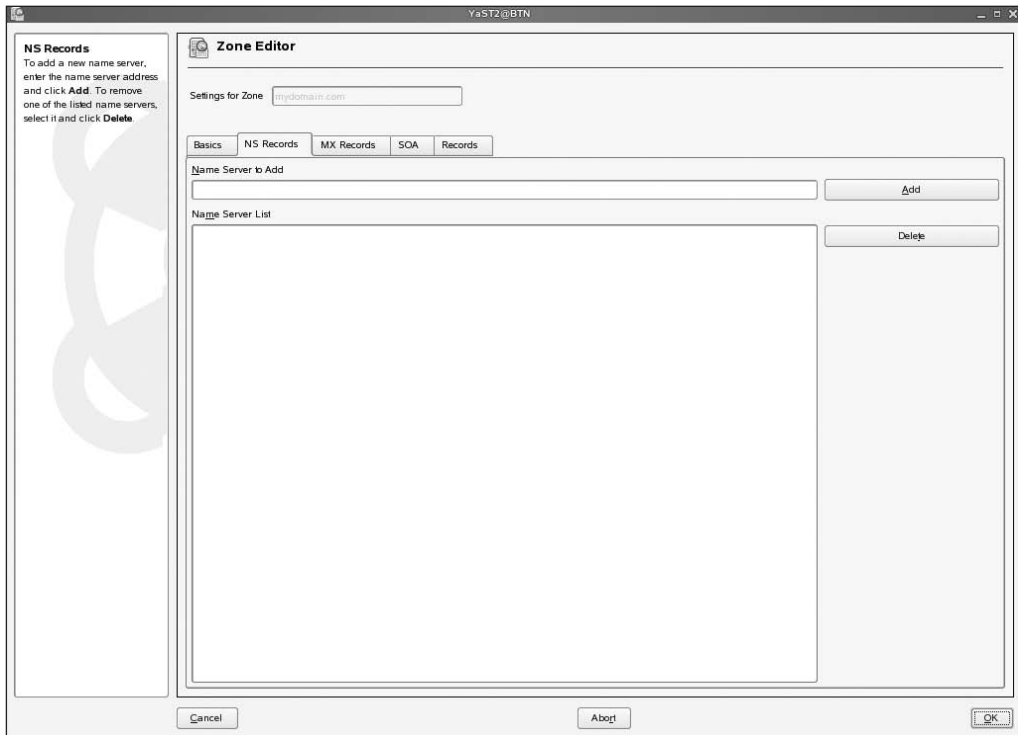 YaST2@BTN
NS Records
To add a new name server,
enter the name server address
and click Add. To remove
one of the listed name servers,
select it and click Delete.
Zone Editor
Settings for Zone mydomain.com
Basics NS Records MX Records SOA Records
Name Server to Add
Add
Name Server List
Delete
Cancel Abort OK